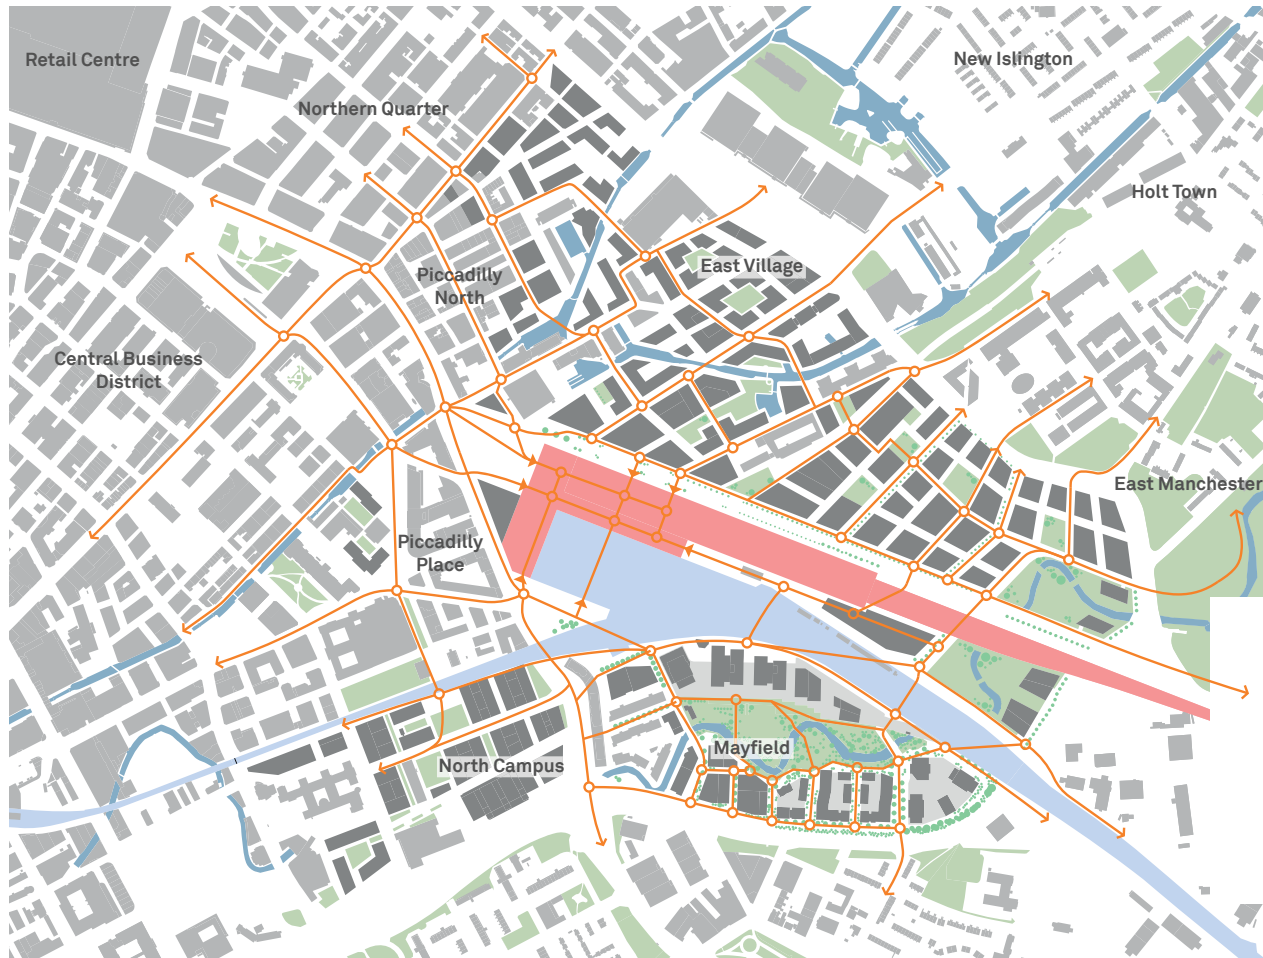 Retail Centre
New Islington
Northern Quarter
Holt Town
Piccadilly
North
East Village
Central Business
District
East Manchester
Piccadilly
Place
Mayfield
North Campus